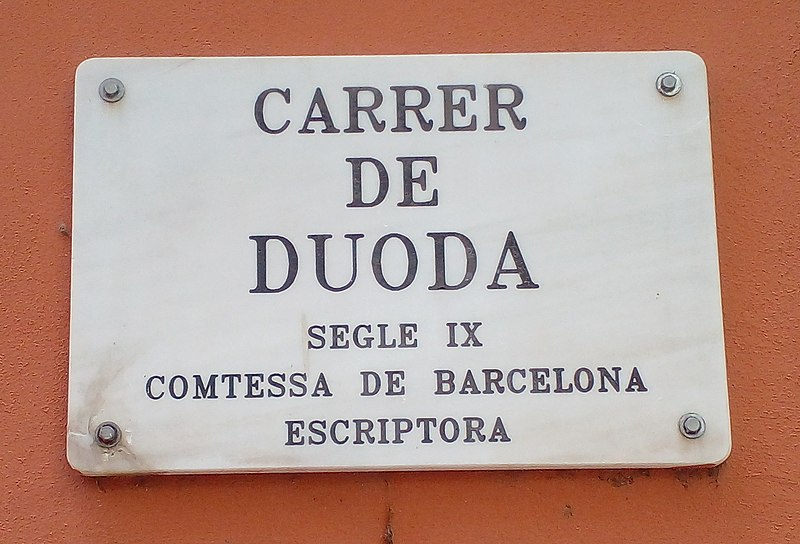 CARRER
DE
DUODA
SEGLE IX
COMTESSA DE BARCELONA
ESCRIPTORA